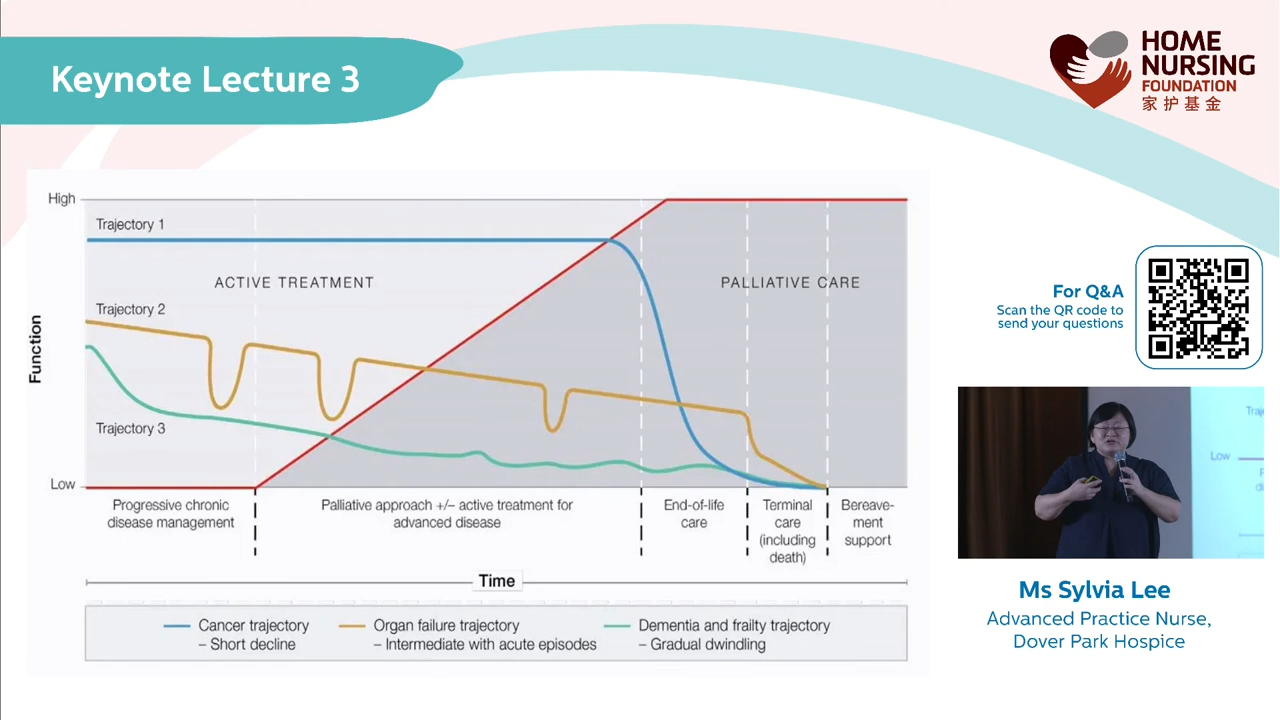 Keynote Lecture 3
HOME
NURSING
FOUNDATION
家护基金
High
Trajectory 1
ACTIVE TREATMENT
PALLIATIVE CARE
Trajectory 2
Function
Trajectory 3
Low
Progressive chronic
disease management
Palliative approach +/– active treatment for
advanced disease
End-of-life
care
Terminal
care
(including
death)
Bereave-
ment
support
Time
Cancer trajectory
– Short decline
Organ failure trajectory
– Intermediate with acute episodes
Dementia and frailty trajectory
– Gradual dwindling
For Q&A
Scan the QR code to
send your questions
Low
Ms Sylvia Lee
Advanced Practice Nurse,
Dover Park Hospice